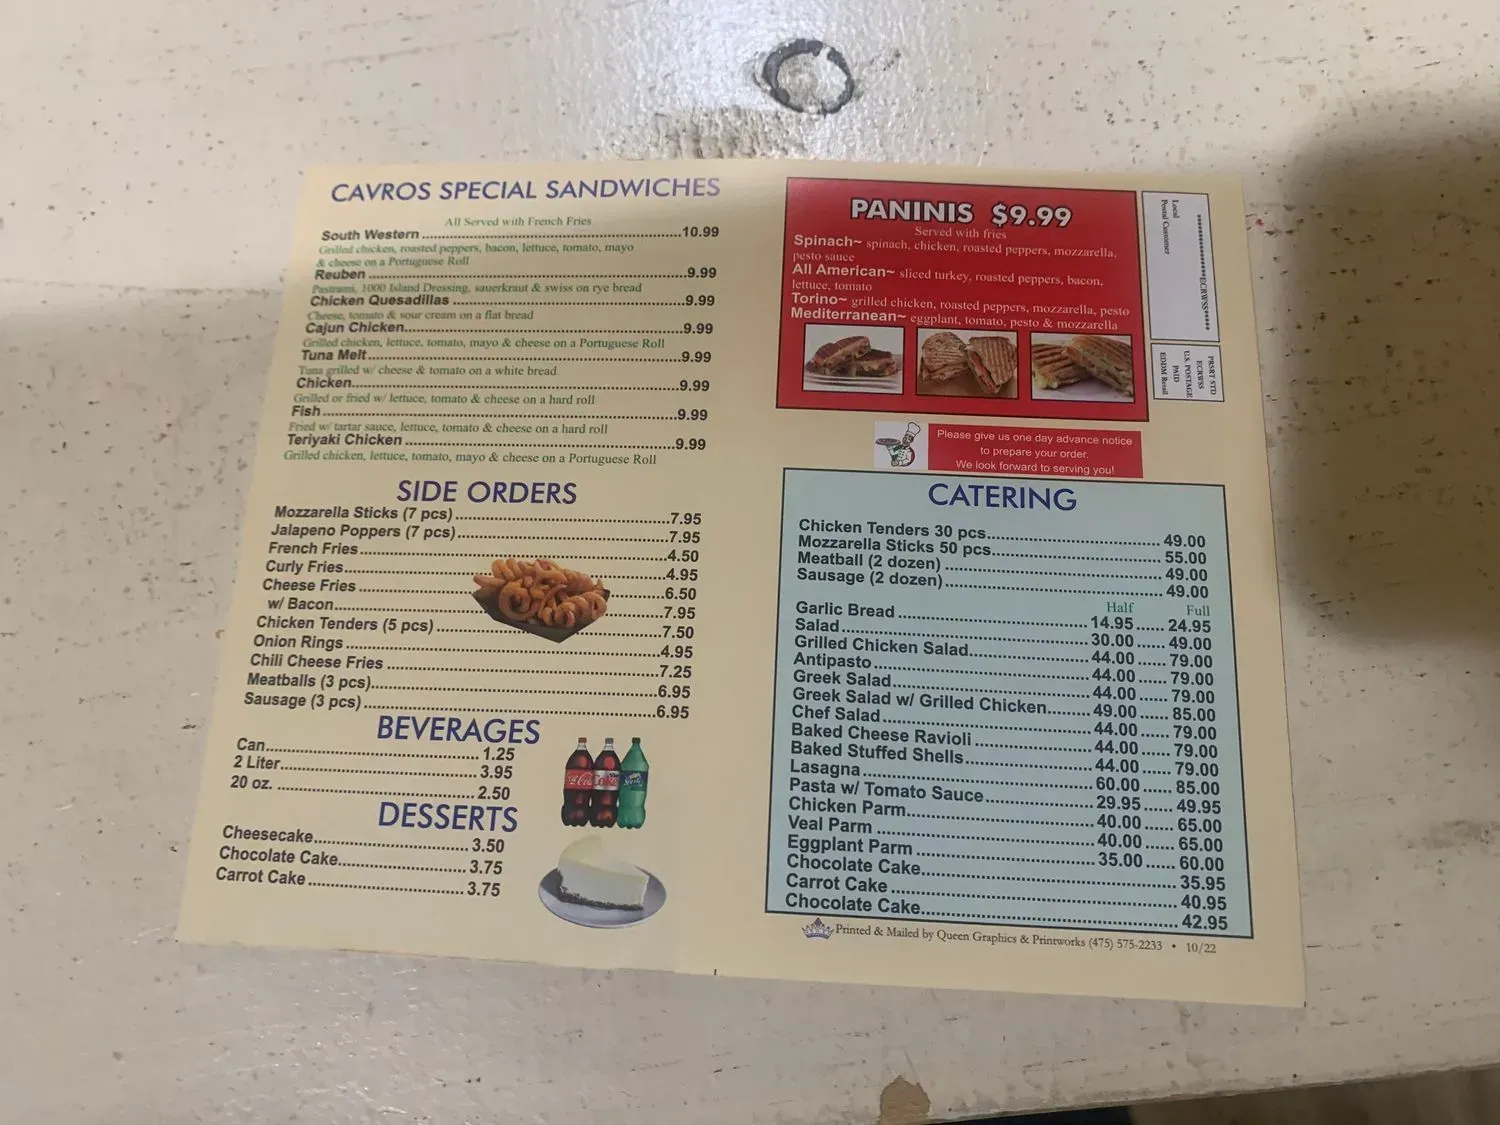 CAVROS SPECIAL SANDWICHES
All Served with French Fries
South Western 10.99
Grilled chicken, roasted peppers, bacon, lettuce, tomato, mayo
& cheese on a Portuguese Roll
Reuben 9.99
Pastrami, 1000 Island Dressing, sauerkraut & swiss on rye bread
Chicken Quesadillas 9.99
Cheese, tomato & sour cream on a flat bread
Cajun Chicken 9.99
Grilled chicken, lettuce, tomato, mayo & cheese on a Portuguese Roll
Tuna Melt 9.99
Tuna grilled w/ cheese & tomato on a white bread
Chicken 9.99
Grilled or fried w/ lettuce, tomato & cheese on a hard roll
Fish 9.99
Fried w/ tartar sauce, lettuce, tomato & cheese on a hard roll
Teriyaki Chicken 9.99
Grilled chicken, lettuce, tomato, mayo & cheese on a Portuguese Roll
SIDE ORDERS
Mozzarella Sticks (7 pcs) 7.95
Jalapeno Poppers (7 pcs) 7.95
French Fries 4.50
Curly Fries 4.95
Cheese Fries 6.50
w/ Bacon 7.95
Chicken Tenders (5 pcs) 7.50
Onion Rings 4.95
Chili Cheese Fries 7.25
Meatballs (3 pcs) 6.95
Sausage (3 pcs) 6.95
BEVERAGES
Can 1.25
2 Liter 3.95
20 oz. 2.50
DESSERTS
Cheesecake 3.50
Chocolate Cake 3.75
Carrot Cake 3.75
PANINIS $9.99
Served with fries
Spinach~ spinach, chicken, roasted peppers, mozzarella,
pesto sauce
All American~ sliced turkey, roasted peppers, bacon,
lettuce, tomato
Torino~ grilled chicken, roasted peppers, mozzarella, pesto
Mediterranean~ eggplant, tomato, pesto & mozzarella
****************ECRWSS****
Local
Postal Customer
PRSRT STD
ECRWSS
U.S. POSTAGE
PAID
EDDM Retail
Please give us one day advance notice
to prepare your order.
We look forward to serving you!
CATERING
Chicken Tenders 30 pcs 49.00
Mozzarella Sticks 50 pcs 55.00
Meatball (2 dozen) 49.00
Sausage (2 dozen) 49.00
Half Full
Garlic Bread 14.95 24.95
Salad 30.00 49.00
Grilled Chicken Salad 44.00 79.00
Antipasto 44.00 79.00
Greek Salad 44.00 79.00
Greek Salad w/ Grilled Chicken 49.00 85.00
Chef Salad 44.00 79.00
Baked Cheese Ravioli 44.00 79.00
Baked Stuffed Shells 44.00 79.00
Lasagna 60.00 85.00
Pasta w/ Tomato Sauce 29.95 49.95
Chicken Parm 40.00 65.00
Veal Parm 40.00 65.00
Eggplant Parm 35.00 60.00
Chocolate Cake 35.95
Carrot Cake 40.95
Chocolate Cake 42.95
Printed & Mailed by Queen Graphics & Printworks (475) 575-2233 • 10/22